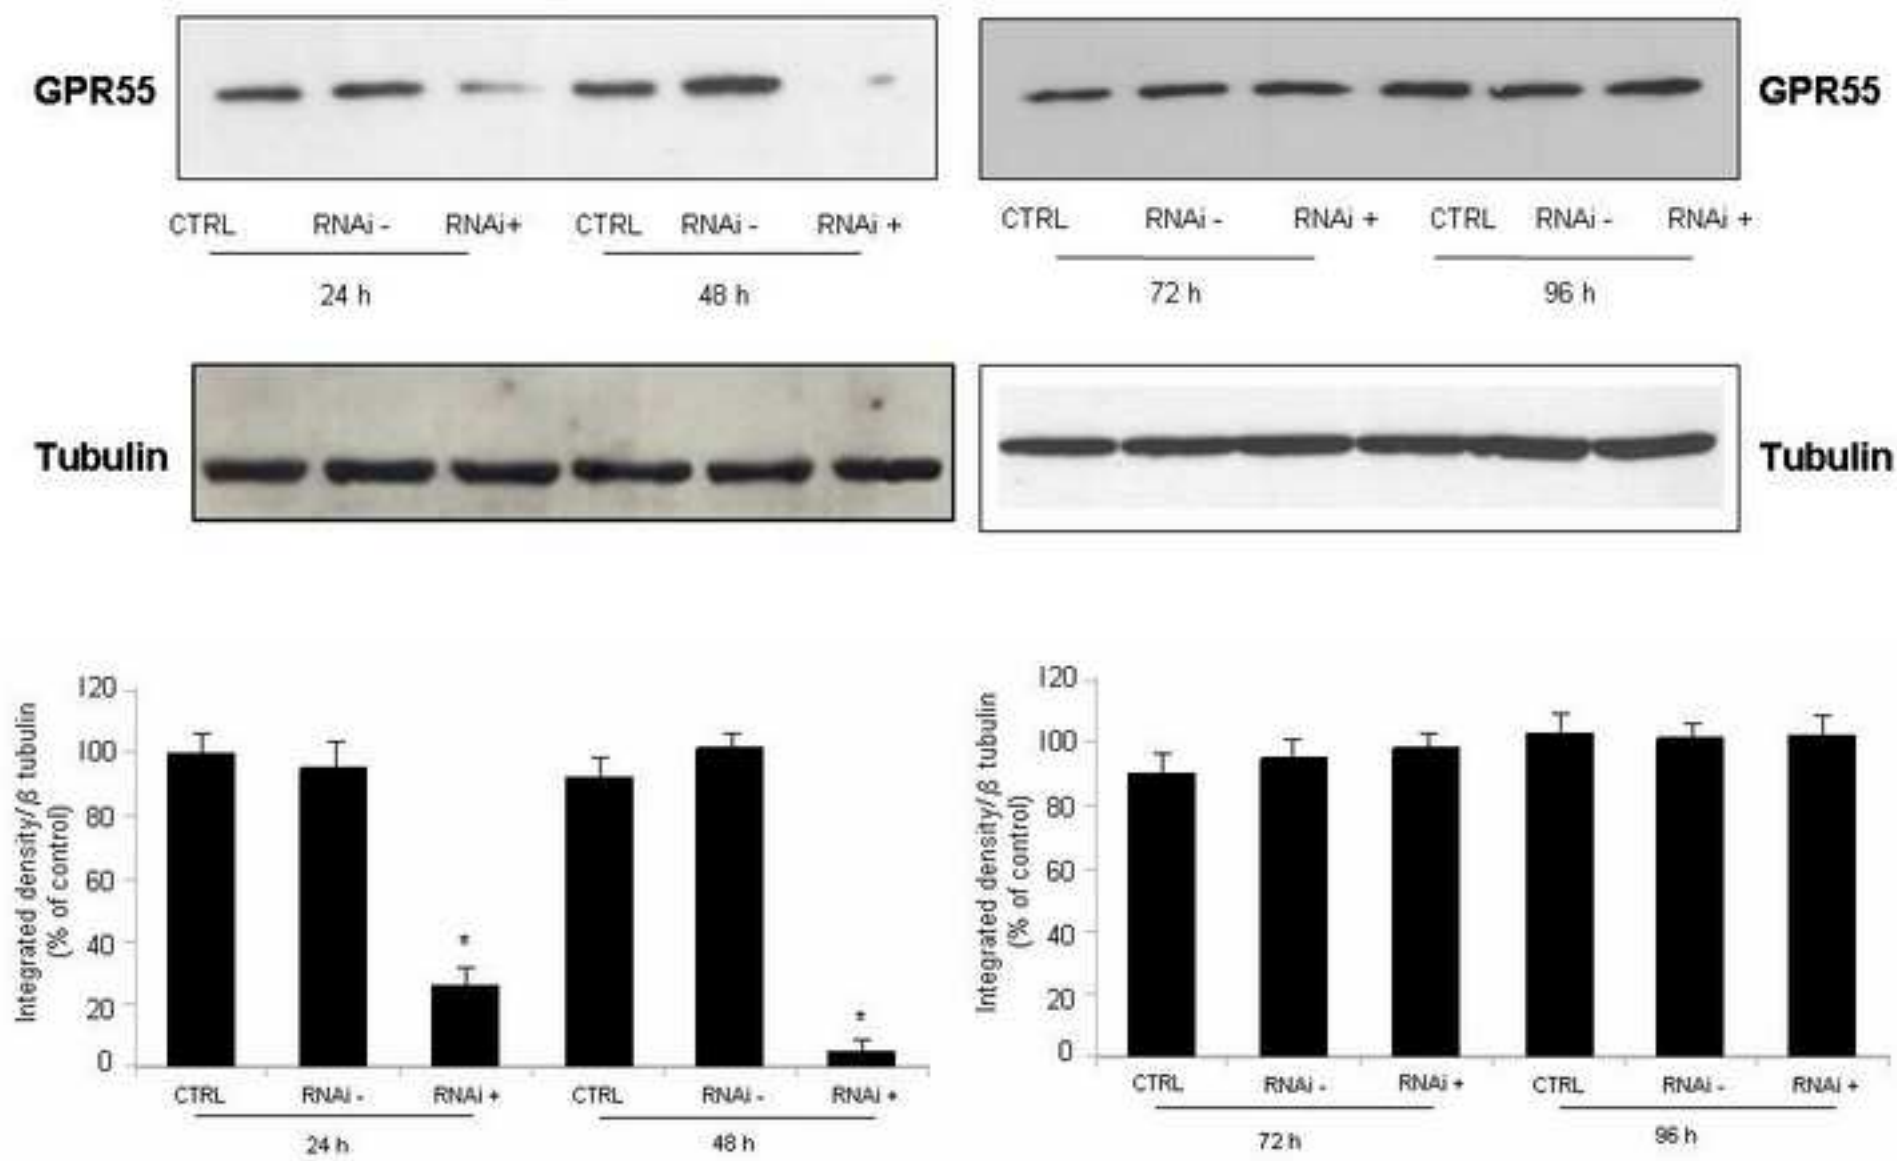 GPR55
GPR55
CTRL RNAi - RNAi+ CTRL RNAi - RNAi +
24 h 48 h
CTRL RNAi - RNAi + CTRL RNAi - RNAi +
72 h 96 h
Tubulin
Tubulin
Integrated density/β tubulin
(% of control)
120
100
80
60
40
20
0
*
*
CTRL RNAi - RNAi + CTRL RNAi - RNAi +
24 h 48 h
Integrated density/β tubulin
(% of control)
120
100
80
60
40
20
0
CTRL RNAi - RNAi + CTRL RNAi - RNAi +
72 h 96 h